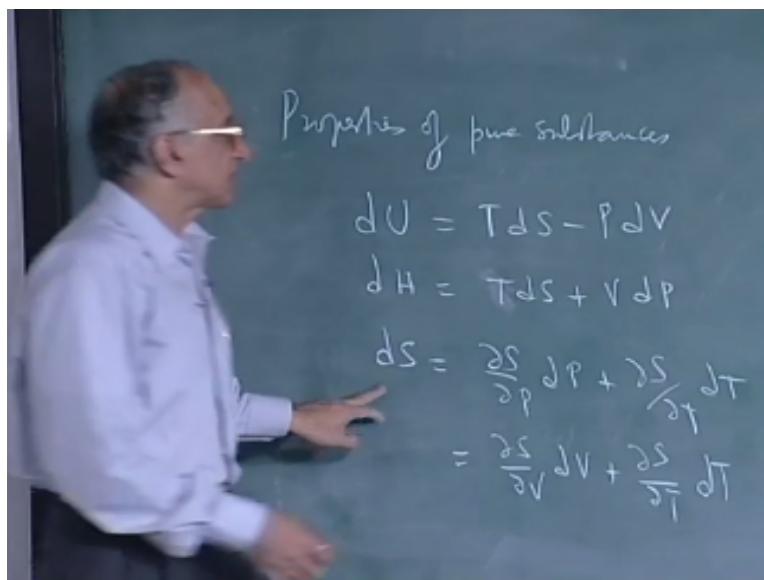 Properties of pure substances
dU = TdS - PdV
dH = TdS + VdP
dS = ∂S/∂P dP + ∂S/∂T dT
= ∂S/∂V dV + ∂S/∂T dT